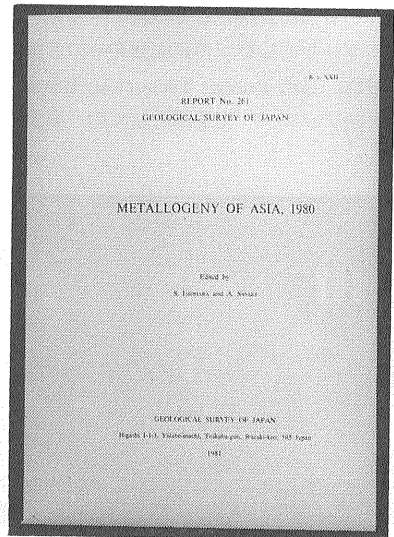 REPORT No. 261
GEOLOGICAL SURVEY OF JAPAN
METALLOGENY OF ASIA, 1980
Edited by
S. ISHIHARA and A. SASAKI
GEOLOGICAL SURVEY OF JAPAN
Higashi 1-1-3, Yatabe-machi, Tsukuba-gun, Ibaraki-ken, 305 Japan
1981